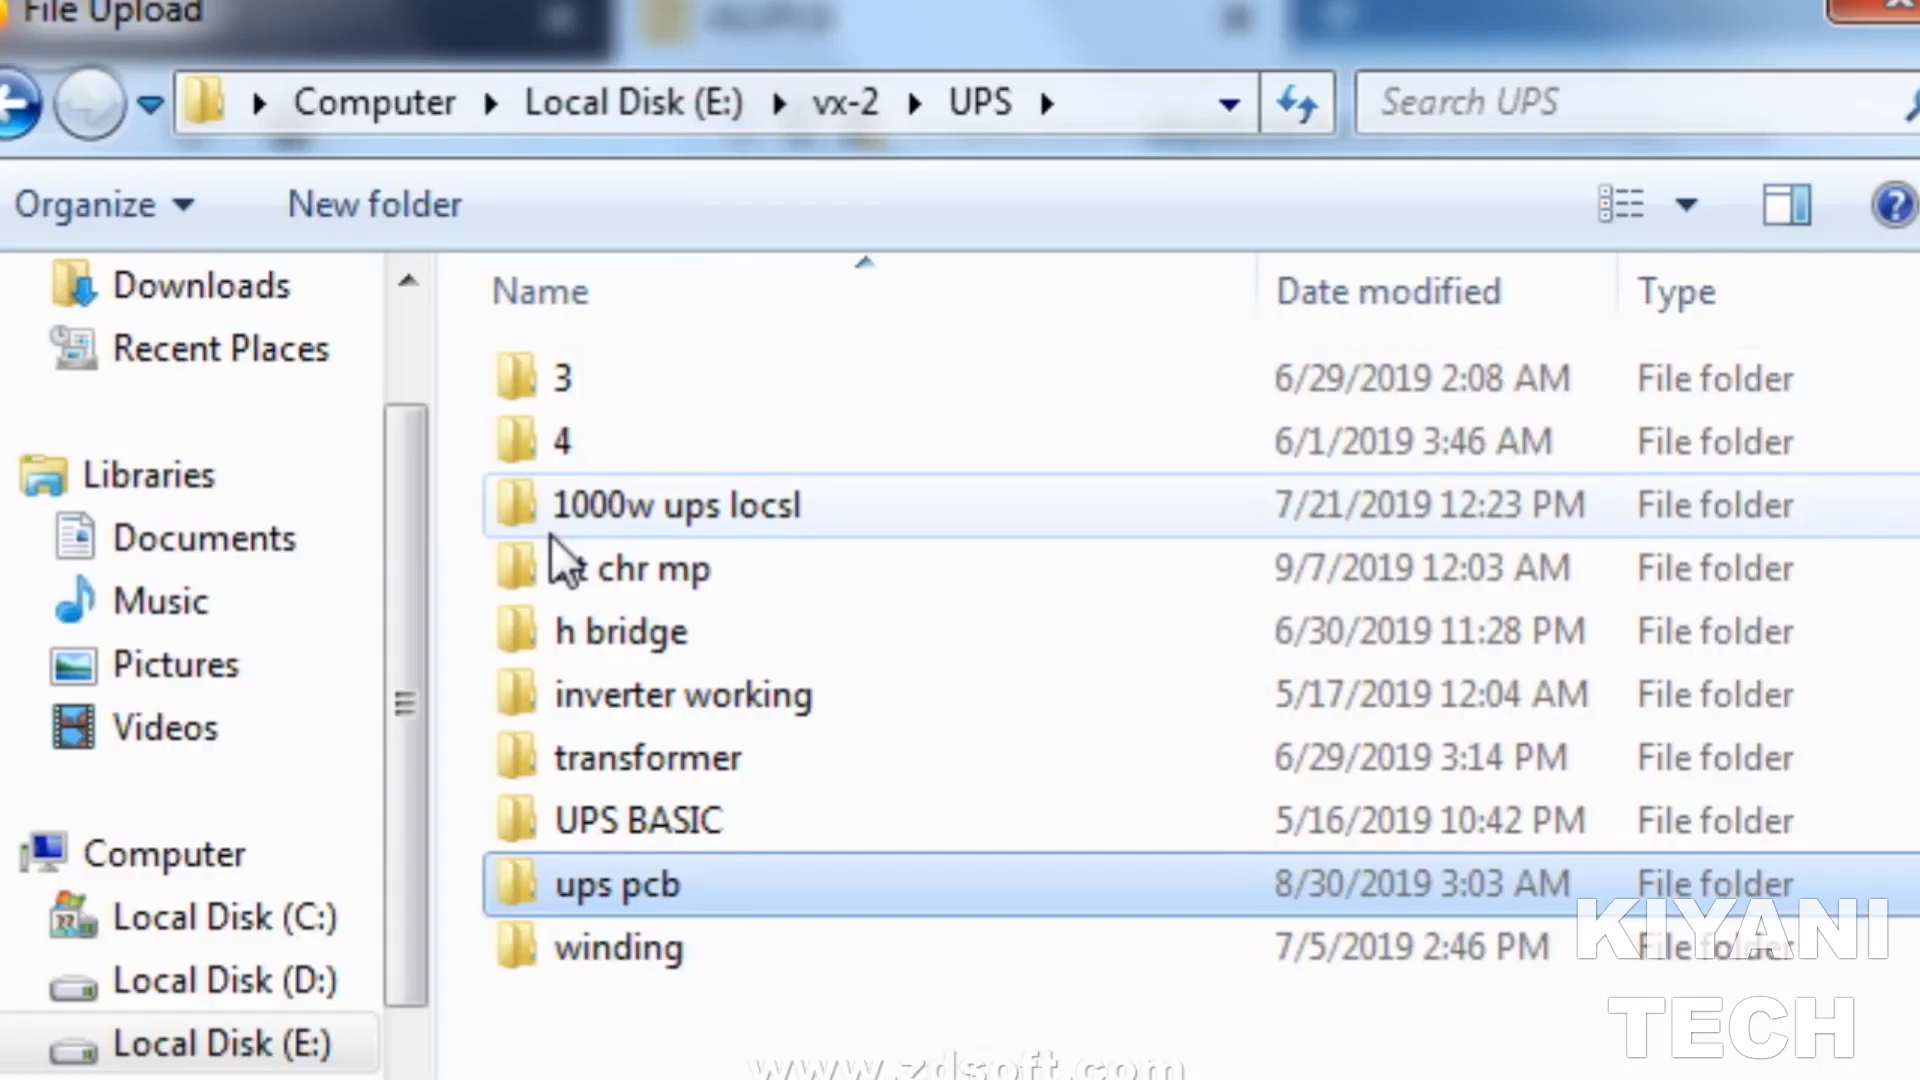 File Upload
Computer Local Disk (E:) vx-2 UPS
Search UPS
Organize New folder
Name Date modified Type
Downloads
Recent Places
Libraries
Documents
Music
Pictures
Videos
Computer
Local Disk (C:)
Local Disk (D:)
Local Disk (E:)
3 6/29/2019 2:08 AM File folder
4 6/1/2019 3:46 AM File folder
1000w ups locsl 7/21/2019 12:23 PM File folder
chr mp 9/7/2019 12:03 AM File folder
h bridge 6/30/2019 11:28 PM File folder
inverter working 5/17/2019 12:04 AM File folder
transformer 6/29/2019 3:14 PM File folder
UPS BASIC 5/16/2019 10:42 PM File folder
ups pcb 8/30/2019 3:03 AM File folder
winding 7/5/2019 2:46 PM File folder
KIYANI
TECH
www.zdsoft.com